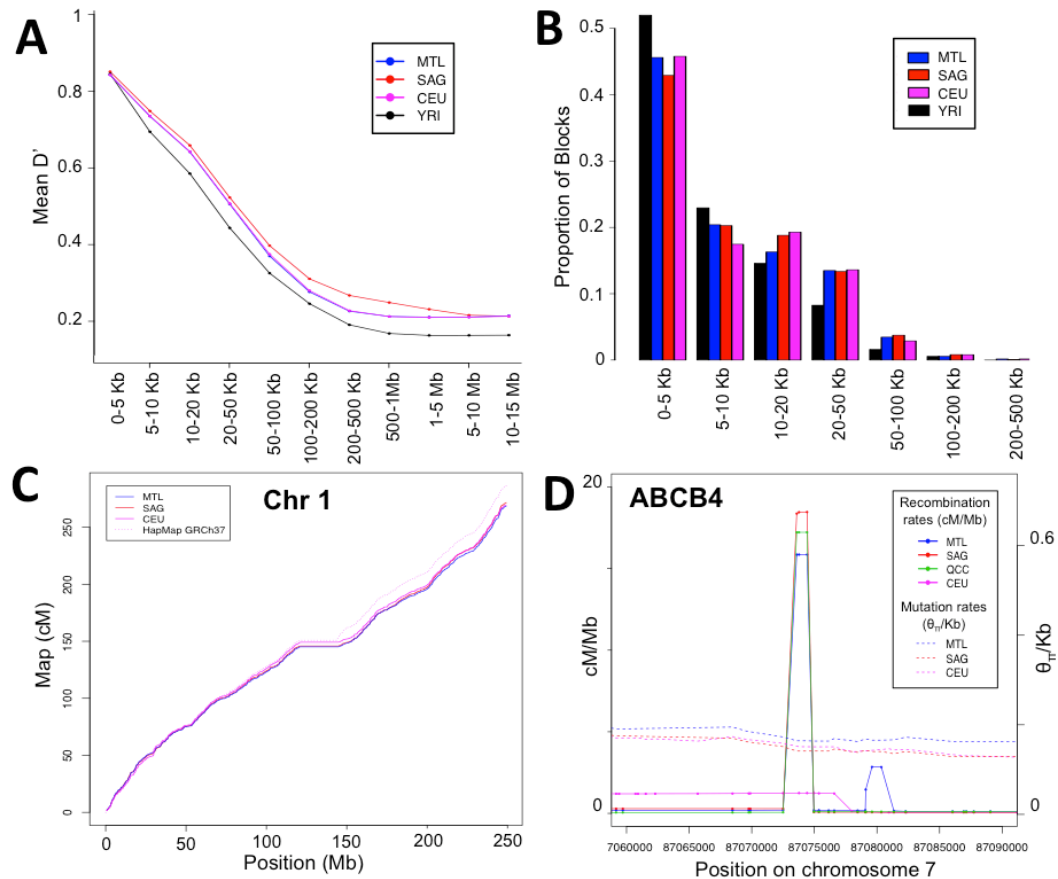 A
Mean D'
1
0.8
0.6
0.4
0.2
MTL
SAG
CEU
YRI
0-5 Kb
5-10 Kb
10-20 Kb
20-50 Kb
50-100 Kb
100-200 Kb
200-500 Kb
500-1Mb
1-5 Mb
5-10 Mb
10-15 Mb
B
Proportion of Blocks
0.5
0.4
0.3
0.2
0.1
0
MTL
SAG
CEU
YRI
0-5 Kb
5-10 Kb
10-20 Kb
20-50 Kb
50-100 Kb
100-200 Kb
200-500 Kb
C
Chr 1
MTL
SAG
CEU
HapMap GRCh37
Map (cM)
250
200
150
100
50
0
0 50 100 150 200 250
Position (Mb)
D
ABCB4
20
cM/Mb
0
Recombination
rates (cM/Mb)
MTL
SAG
QCC
CEU
Mutation rates
(θπ/Kb)
MTL
SAG
CEU
0.6
θπ/Kb
0
7060000 87065000 87070000 87075000 87080000 87085000 87090000
Position on chromosome 7